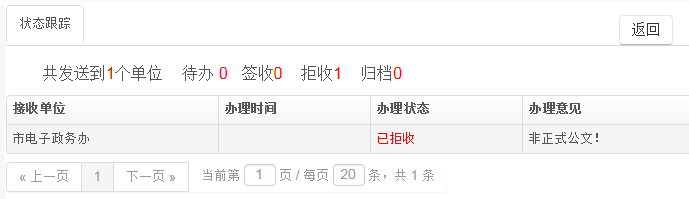 状态跟踪
返回
共发送到1个单位 待办 0 签收0 拒收1 归档0
接收单位 办理时间 办理状态 办理意见
市电子政务办 已拒收 非正式公文！
« 上一页 1 下一页 » 当前第 1 页 / 每页 20 条，共 1 条